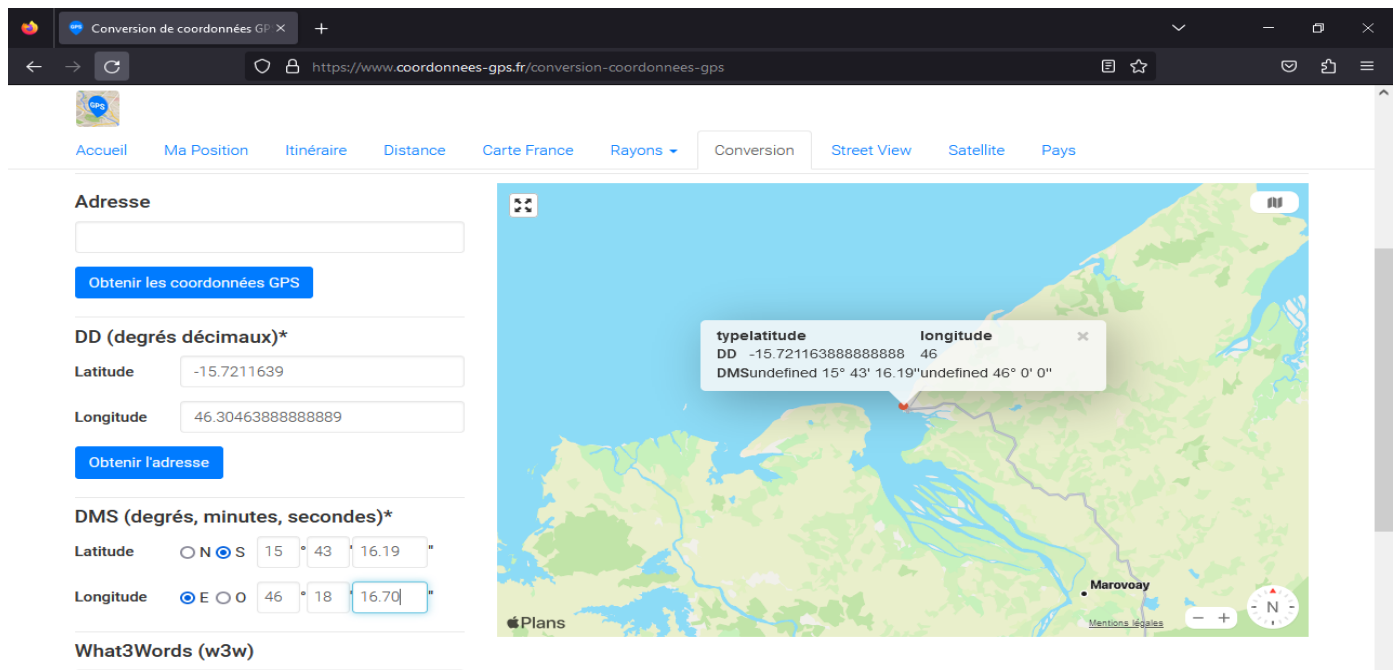 Conversion de coordonnées GP
https://www.coordonnees-gps.fr/conversion-coordonnees-gps
GPS
Accueil Ma Position Itinéraire Distance Carte France Rayons Conversion Street View Satellite Pays
Adresse
Obtenir les coordonnées GPS
DD (degrés décimaux)*
Latitude -15.7211639
Longitude 46.30463888888889
Obtenir l'adresse
DMS (degrés, minutes, secondes)*
Latitude N S 15 ° 43 ' 16.19 "
Longitude E O 46 ° 18 ' 16.70 "
What3Words (w3w)
typelatitude longitude
DD -15.721163888888888 46
DMSundefined 15° 43' 16.19"undefined 46° 0' 0"
Marovoay
Plans
Mentions légales
N